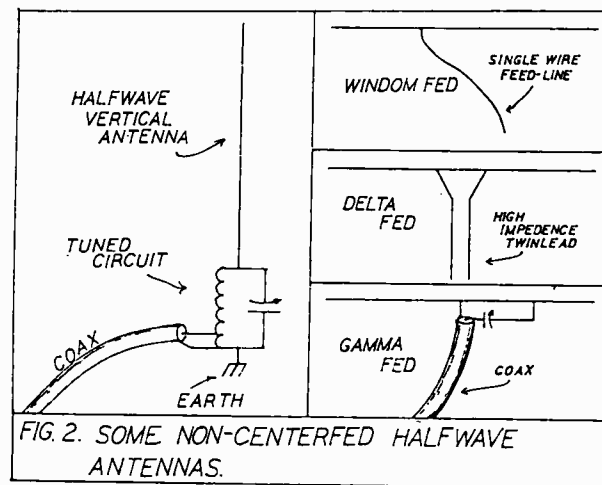 HALFWAVE
VERTICAL
ANTENNA
TUNED
CIRCUIT
COAX
EARTH
SINGLE WIRE
FEED-LINE
WINDOM FED
DELTA
FED
HIGH
IMPEDENCE
TWINLEAD
GAMMA
FED
COAX
FIG. 2. SOME NON-CENTERFED HALFWAVE
ANTENNAS.